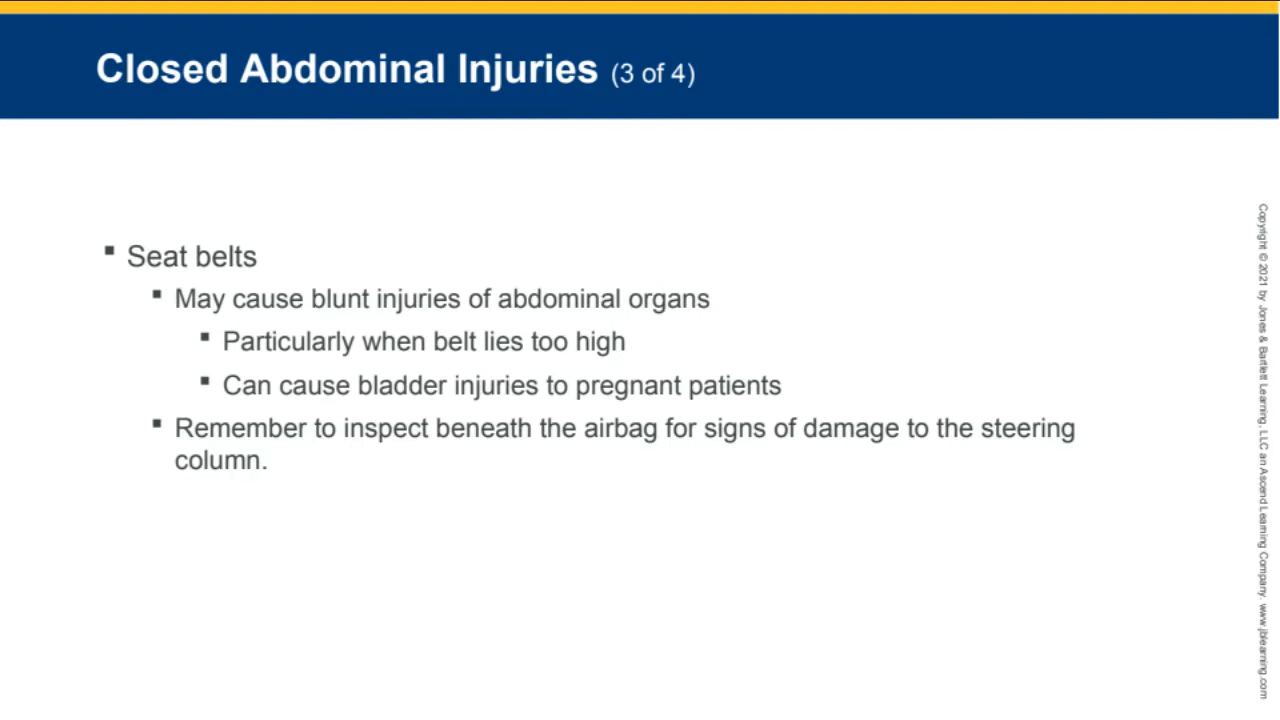 Closed Abdominal Injuries (3 of 4)
▪ Seat belts
▪ May cause blunt injuries of abdominal organs
▪ Particularly when belt lies too high
▪ Can cause bladder injuries to pregnant patients
▪ Remember to inspect beneath the airbag for signs of damage to the steering
column.
Copyright © 2021 by Jones & Bartlett Learning, LLC an Ascend Learning Company. www.jblearning.com